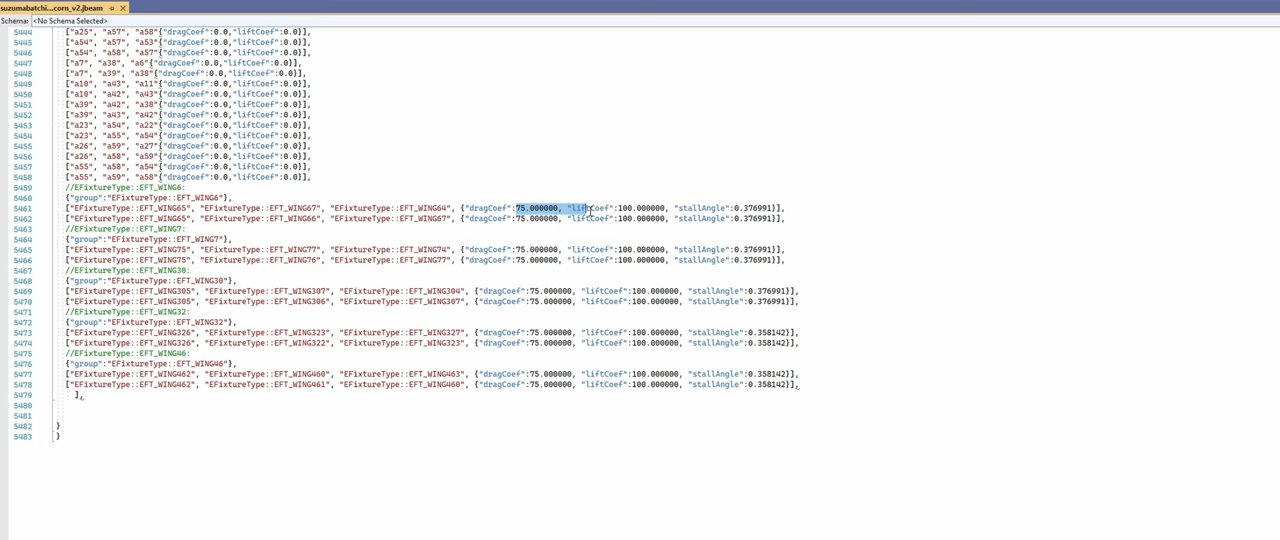 suzumabatchi...corn_v2.jbeam
Schema: <No Schema Selected>
5444 ["a25", "a57", "a58"{"dragCoef":0.0,"liftCoef":0.0}],
5445 ["a54", "a57", "a53"{"dragCoef":0.0,"liftCoef":0.0}],
5446 ["a54", "a58", "a57"{"dragCoef":0.0,"liftCoef":0.0}],
5447 ["a7", "a38", "a6"{"dragCoef":0.0,"liftCoef":0.0}],
5448 ["a7", "a39", "a38"{"dragCoef":0.0,"liftCoef":0.0}],
5449 ["a10", "a43", "a11"{"dragCoef":0.0,"liftCoef":0.0}],
5450 ["a10", "a42", "a43"{"dragCoef":0.0,"liftCoef":0.0}],
5451 ["a39", "a42", "a38"{"dragCoef":0.0,"liftCoef":0.0}],
5452 ["a39", "a43", "a42"{"dragCoef":0.0,"liftCoef":0.0}],
5453 ["a23", "a54", "a22"{"dragCoef":0.0,"liftCoef":0.0}],
5454 ["a23", "a55", "a54"{"dragCoef":0.0,"liftCoef":0.0}],
5455 ["a26", "a59", "a27"{"dragCoef":0.0,"liftCoef":0.0}],
5456 ["a26", "a58", "a59"{"dragCoef":0.0,"liftCoef":0.0}],
5457 ["a55", "a58", "a54"{"dragCoef":0.0,"liftCoef":0.0}],
5458 ["a55", "a59", "a58"{"dragCoef":0.0,"liftCoef":0.0}],
5459 //EFixtureType::EFT_WING6:
5460 {"group":"EFixtureType::EFT_WING6"},
5461 ["EFixtureType::EFT_WING65", "EFixtureType::EFT_WING67", "EFixtureType::EFT_WING64", {"dragCoef":75.000000, "liftCoef":100.000000, "stallAngle":0.376991}],
5462 ["EFixtureType::EFT_WING65", "EFixtureType::EFT_WING66", "EFixtureType::EFT_WING67", {"dragCoef":75.000000, "liftCoef":100.000000, "stallAngle":0.376991}],
5463 //EFixtureType::EFT_WING7:
5464 {"group":"EFixtureType::EFT_WING7"},
5465 ["EFixtureType::EFT_WING75", "EFixtureType::EFT_WING77", "EFixtureType::EFT_WING74", {"dragCoef":75.000000, "liftCoef":100.000000, "stallAngle":0.376991}],
5466 ["EFixtureType::EFT_WING75", "EFixtureType::EFT_WING76", "EFixtureType::EFT_WING77", {"dragCoef":75.000000, "liftCoef":100.000000, "stallAngle":0.376991}],
5467 //EFixtureType::EFT_WING30:
5468 {"group":"EFixtureType::EFT_WING30"},
5469 ["EFixtureType::EFT_WING305", "EFixtureType::EFT_WING307", "EFixtureType::EFT_WING304", {"dragCoef":75.000000, "liftCoef":100.000000, "stallAngle":0.376991}],
5470 ["EFixtureType::EFT_WING305", "EFixtureType::EFT_WING306", "EFixtureType::EFT_WING307", {"dragCoef":75.000000, "liftCoef":100.000000, "stallAngle":0.376991}],
5471 //EFixtureType::EFT_WING32:
5472 {"group":"EFixtureType::EFT_WING32"},
5473 ["EFixtureType::EFT_WING326", "EFixtureType::EFT_WING323", "EFixtureType::EFT_WING327", {"dragCoef":75.000000, "liftCoef":100.000000, "stallAngle":0.358142}],
5474 ["EFixtureType::EFT_WING326", "EFixtureType::EFT_WING322", "EFixtureType::EFT_WING323", {"dragCoef":75.000000, "liftCoef":100.000000, "stallAngle":0.358142}],
5475 //EFixtureType::EFT_WING46:
5476 {"group":"EFixtureType::EFT_WING46"},
5477 ["EFixtureType::EFT_WING462", "EFixtureType::EFT_WING460", "EFixtureType::EFT_WING463", {"dragCoef":75.000000, "liftCoef":100.000000, "stallAngle":0.358142}],
5478 ["EFixtureType::EFT_WING462", "EFixtureType::EFT_WING461", "EFixtureType::EFT_WING460", {"dragCoef":75.000000, "liftCoef":100.000000, "stallAngle":0.358142}],
5479 ],
5480
5481
5482 }
5483 }